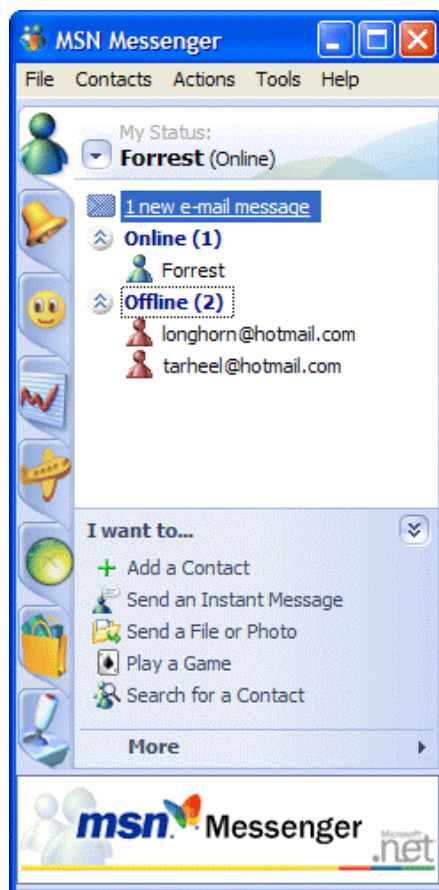 MSN Messenger
File Contacts Actions Tools Help
My Status:
Forrest (Online)
1 new e-mail message
Online (1)
Forrest
Offline (2)
longhorn@hotmail.com
tarheel@hotmail.com
I want to...
Add a Contact
Send an Instant Message
Send a File or Photo
Play a Game
Search for a Contact
More
msn Messenger
Microsoft
.net